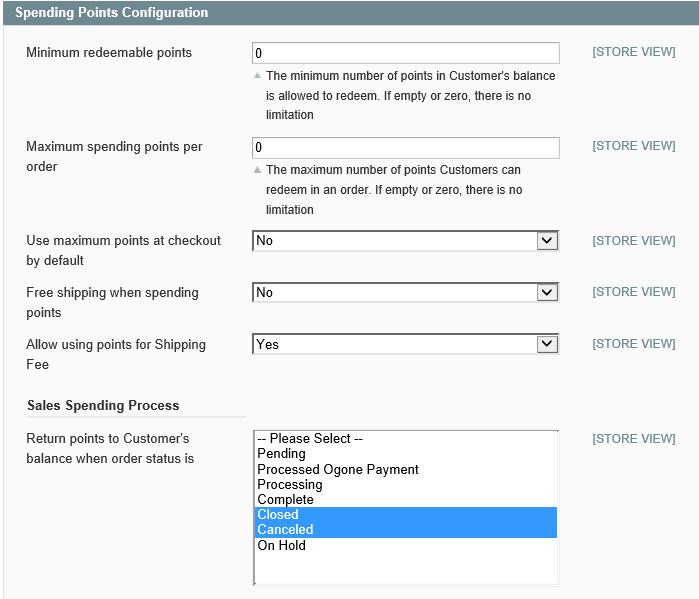 Spending Points Configuration
Minimum redeemable points
0
[STORE VIEW]
The minimum number of points in Customer's balance
is allowed to redeem. If empty or zero, there is no
limitation
Maximum spending points per
order
0
[STORE VIEW]
The maximum number of points Customers can
redeem in an order. If empty or zero, there is no
limitation
Use maximum points at checkout
by default
No
[STORE VIEW]
Free shipping when spending
points
No
[STORE VIEW]
Allow using points for Shipping
Fee
Yes
[STORE VIEW]
Sales Spending Process
Return points to Customer's
balance when order status is
-- Please Select --
Pending
Processed Ogone Payment
Processing
Complete
Closed
Canceled
On Hold
[STORE VIEW]